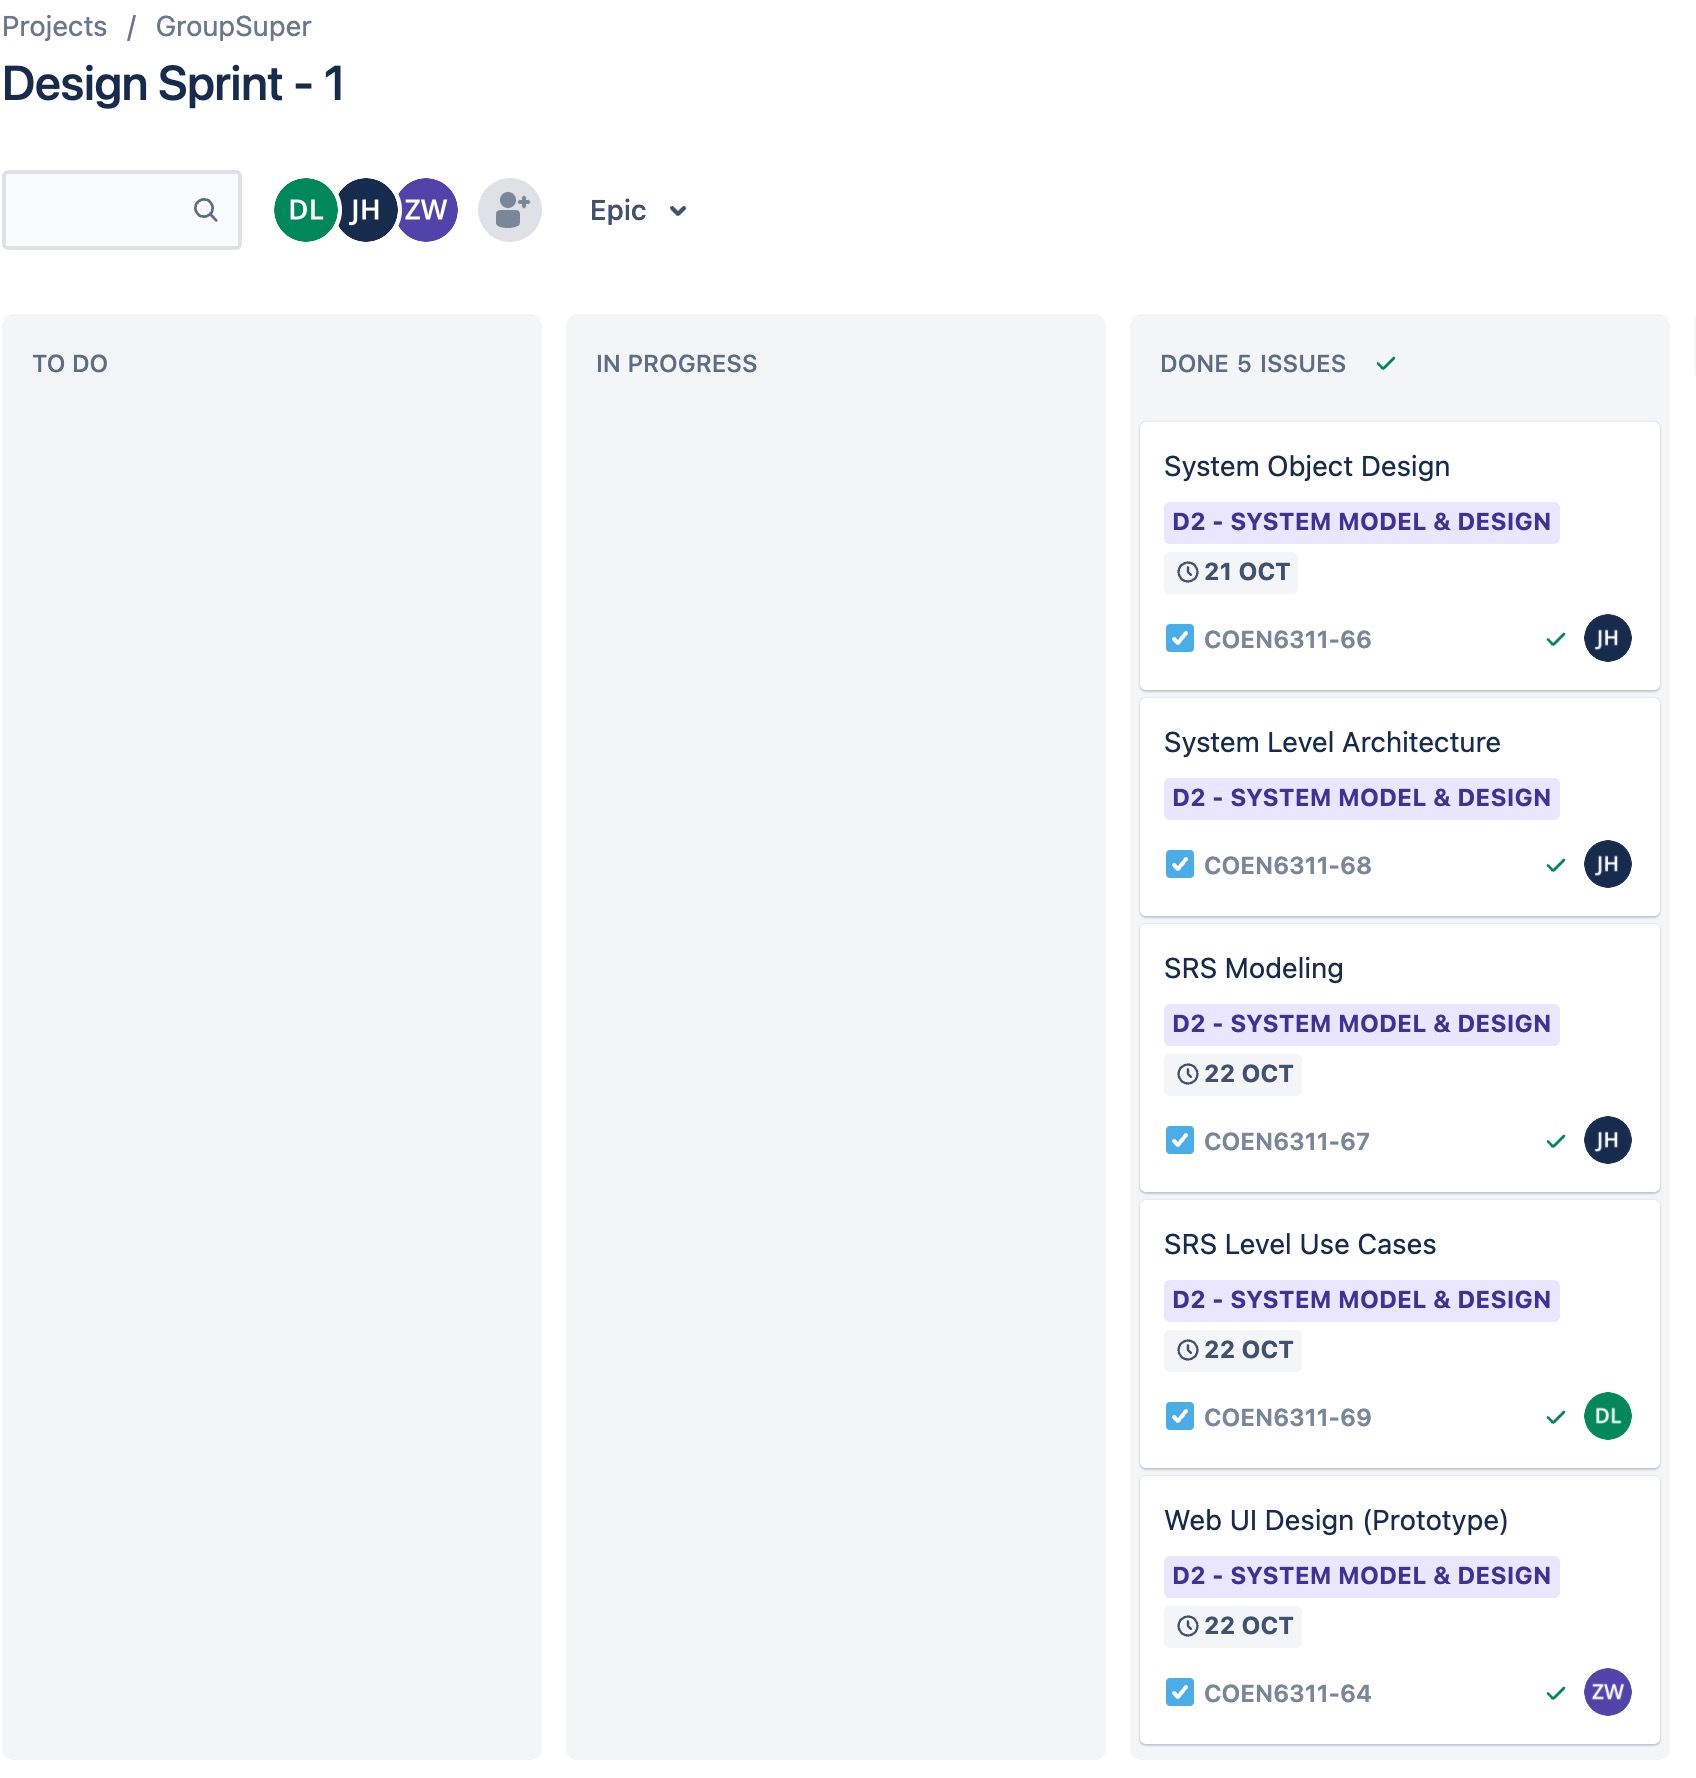 Projects / GroupSuper
Design Sprint - 1
DL JH ZW Epic
TO DO
IN PROGRESS
DONE 5 ISSUES
System Object Design
D2 - SYSTEM MODEL & DESIGN
21 OCT
COEN6311-66 JH
System Level Architecture
D2 - SYSTEM MODEL & DESIGN
COEN6311-68 JH
SRS Modeling
D2 - SYSTEM MODEL & DESIGN
22 OCT
COEN6311-67 JH
SRS Level Use Cases
D2 - SYSTEM MODEL & DESIGN
22 OCT
COEN6311-69 DL
Web UI Design (Prototype)
D2 - SYSTEM MODEL & DESIGN
22 OCT
COEN6311-64 ZW